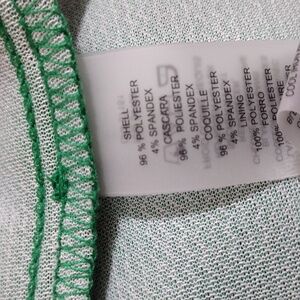 SHELL
96 % POLYESTER
4% SPANDEX
CASCARA
96 % POLIESTER
4% SPANDEX
COQUILLE
96 % POLYESTER
4% SPANDEX
LINING
100% POLYESTER
FORRO
100% POLIESTER